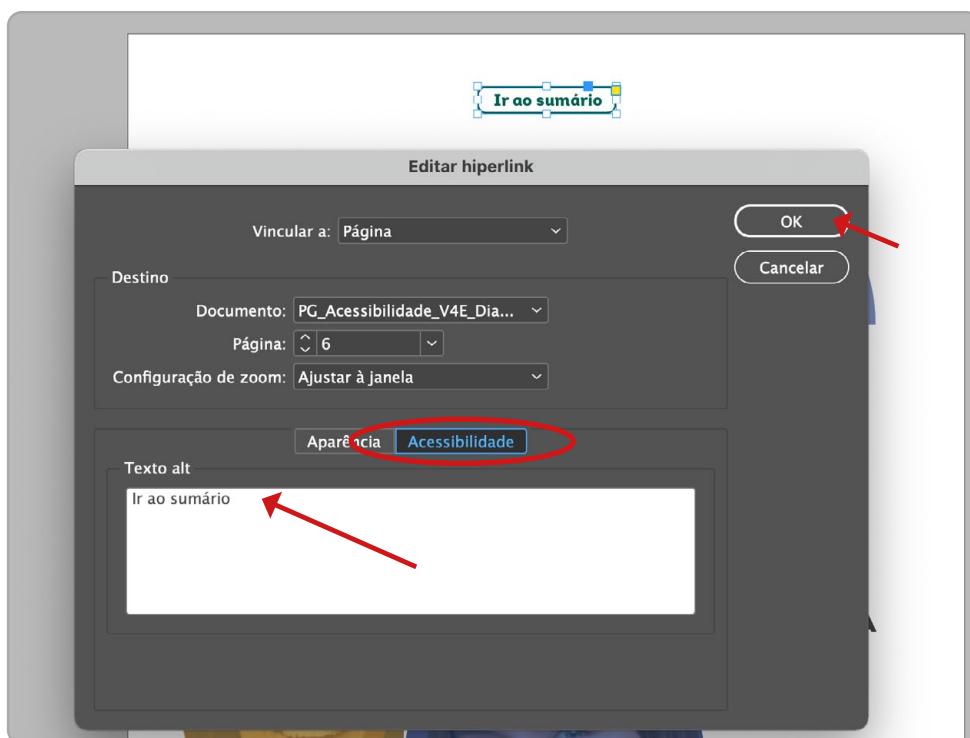 Ir ao sumário
Editar hiperlink
Vincular a: Página
OK
Cancelar
Destino
Documento: PG_Acessibilidade_V4E_Dia...
Página: 6
Configuração de zoom: Ajustar à janela
Aparência Acessibilidade
Texto alt
Ir ao sumário